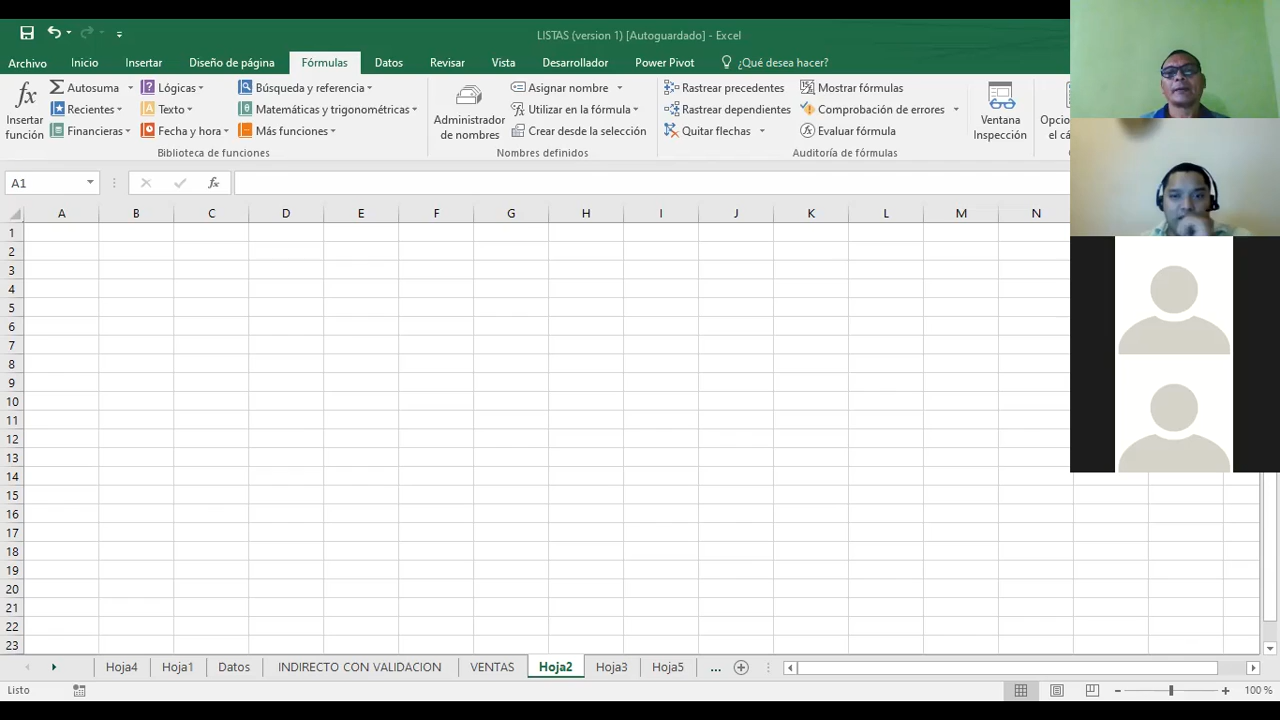 LISTAS (version 1) [Autoguardado] - Excel
Archivo Inicio Insertar Diseño de página Fórmulas Datos Revisar Vista Desarrollador Power Pivot ¿Qué desea hacer?
fx Insertar función
Autosuma Lógicas Búsqueda y referencia
Recientes Texto Matemáticas y trigonométricas
Financieras Fecha y hora Más funciones
Biblioteca de funciones
Administrador de nombres
Asignar nombre
Utilizar en la fórmula
Crear desde la selección
Nombres definidos
Rastrear precedentes Mostrar fórmulas
Rastrear dependientes Comprobación de errores
Quitar flechas Evaluar fórmula
Auditoría de fórmulas
Ventana Inspección
Opcio
el cá
A1 fx
A B C D E F G H I J K L M N
1
2
3
4
5
6
7
8
9
10
11
12
13
14
15
16
17
18
19
20
21
22
23
Hoja4 Hoja1 Datos INDIRECTO CON VALIDACION VENTAS Hoja2 Hoja3 Hoja5 ...
Listo 100 %